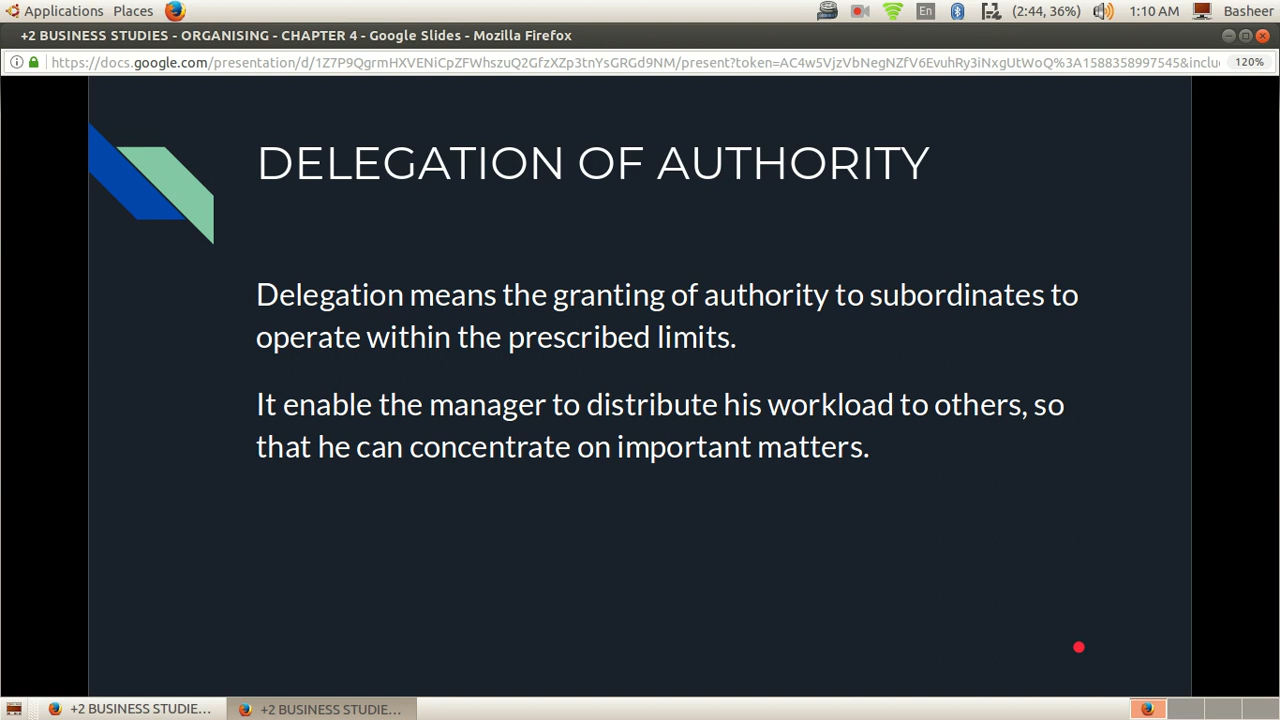 Applications Places En (2:44, 36%) 1:10 AM Basheer
+2 BUSINESS STUDIES - ORGANISING - CHAPTER 4 - Google Slides - Mozilla Firefox
https://docs.google.com/presentation/d/1Z7P9QgrmHXVENiCpZFWhszuQ2GfzXZp3tnYsGRGd9NM/present?token=AC4w5VjzVbNegNZfV6EvuhRy3iNxgUtWoQ%3A1588358997545&inclu 120%
DELEGATION OF AUTHORITY
Delegation means the granting of authority to subordinates to
operate within the prescribed limits.
It enable the manager to distribute his workload to others, so
that he can concentrate on important matters.
+2 BUSINESS STUDIE... +2 BUSINESS STUDIE...